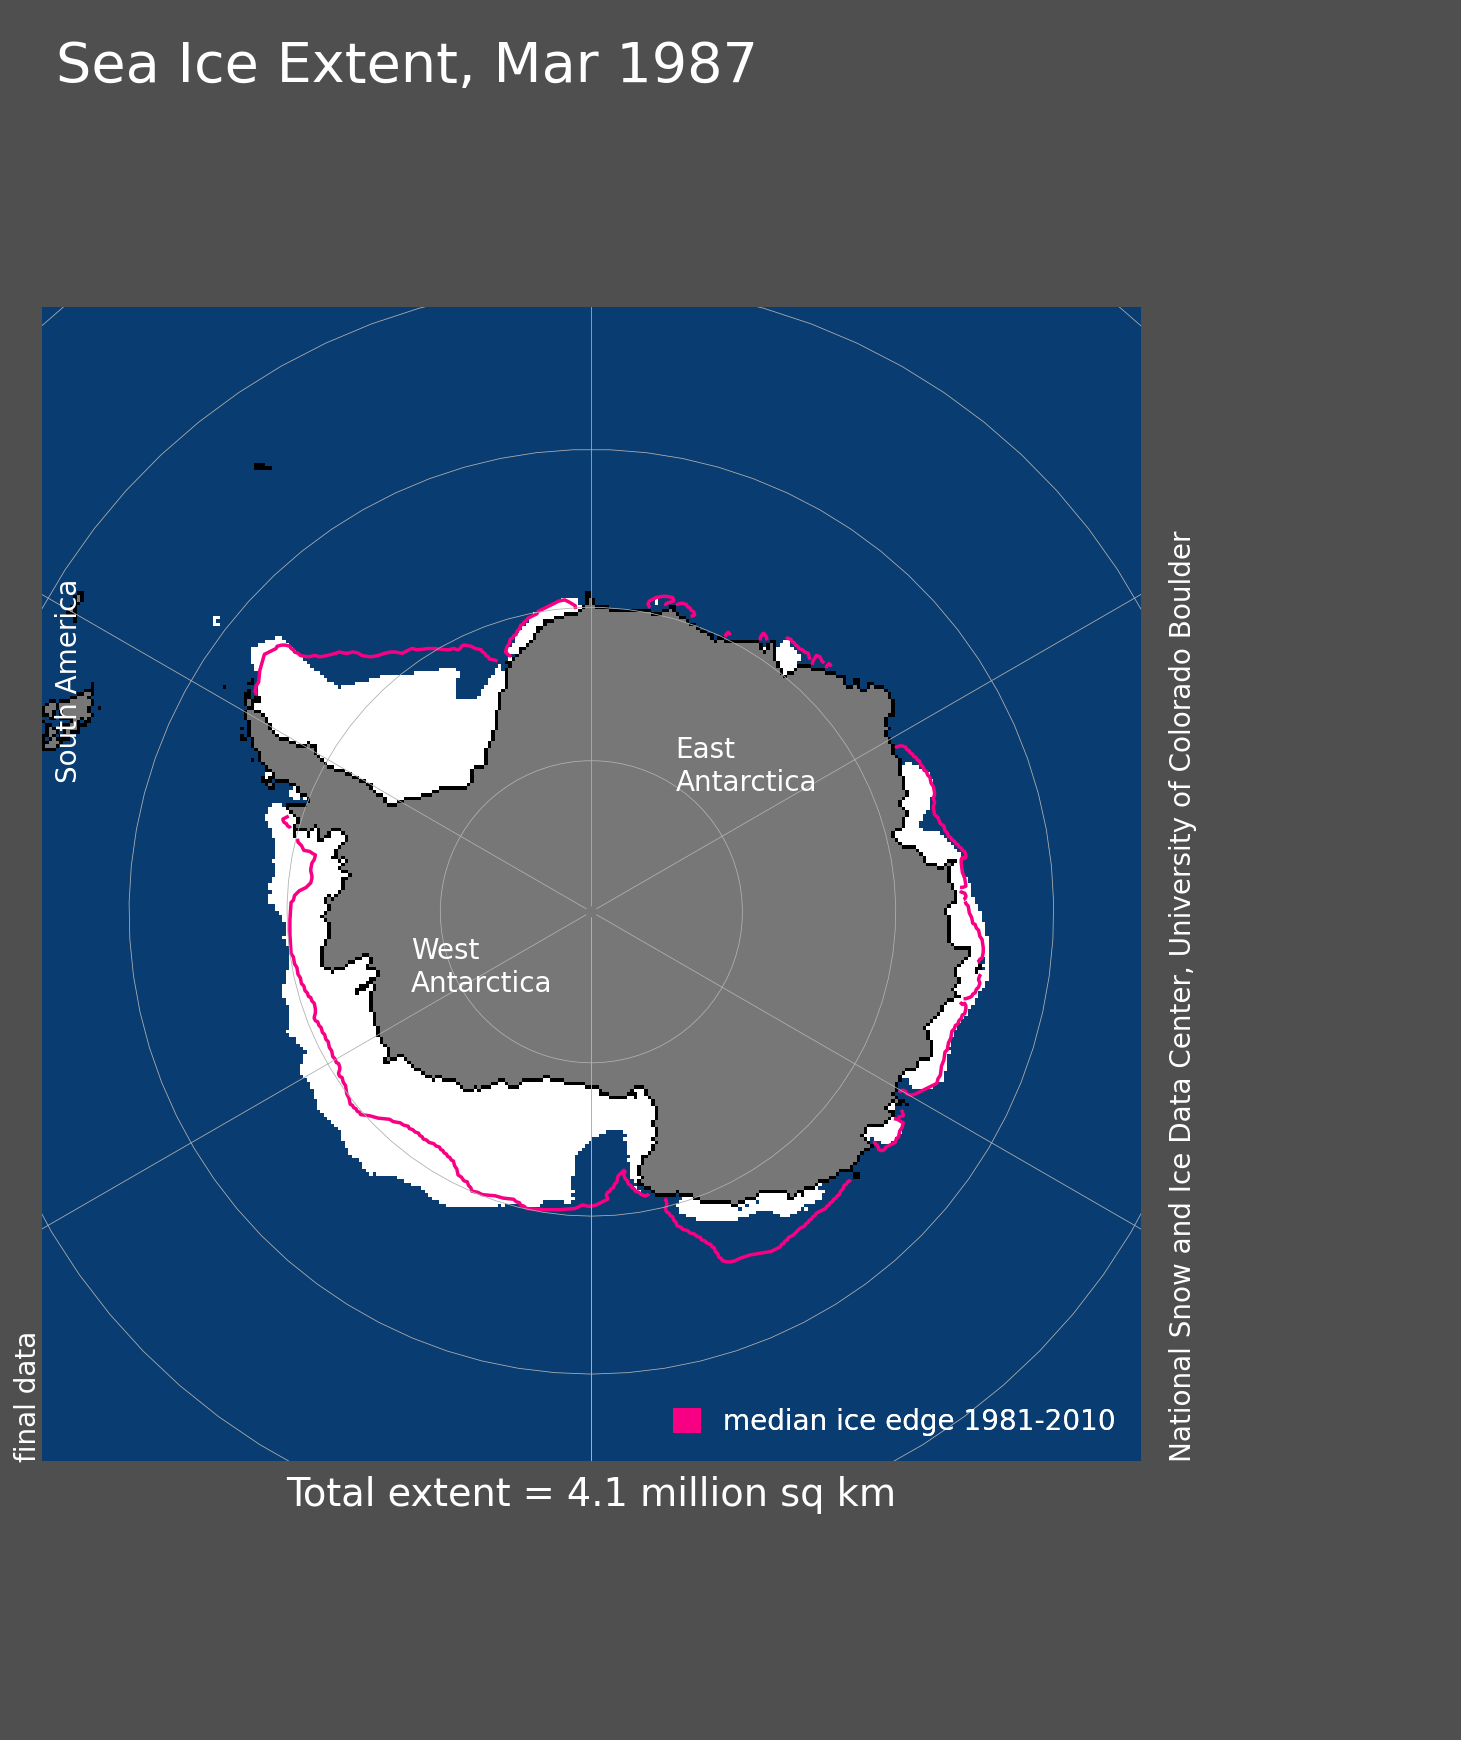 Sea Ice Extent, Mar 1987
South America
East
Antarctica
West
Antarctica
National Snow and Ice Data Center, University of Colorado Boulder
final data
median ice edge 1981-2010
Total extent = 4.1 million sq km